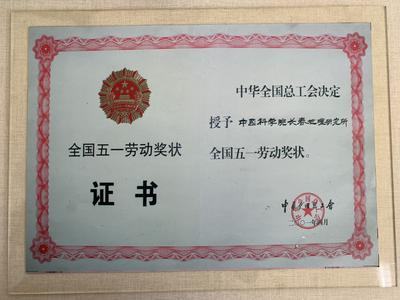 全国五一劳动奖状
证书
中华全国总工会决定
授予 中国科学院长春地理研究所
全国五一劳动奖状。